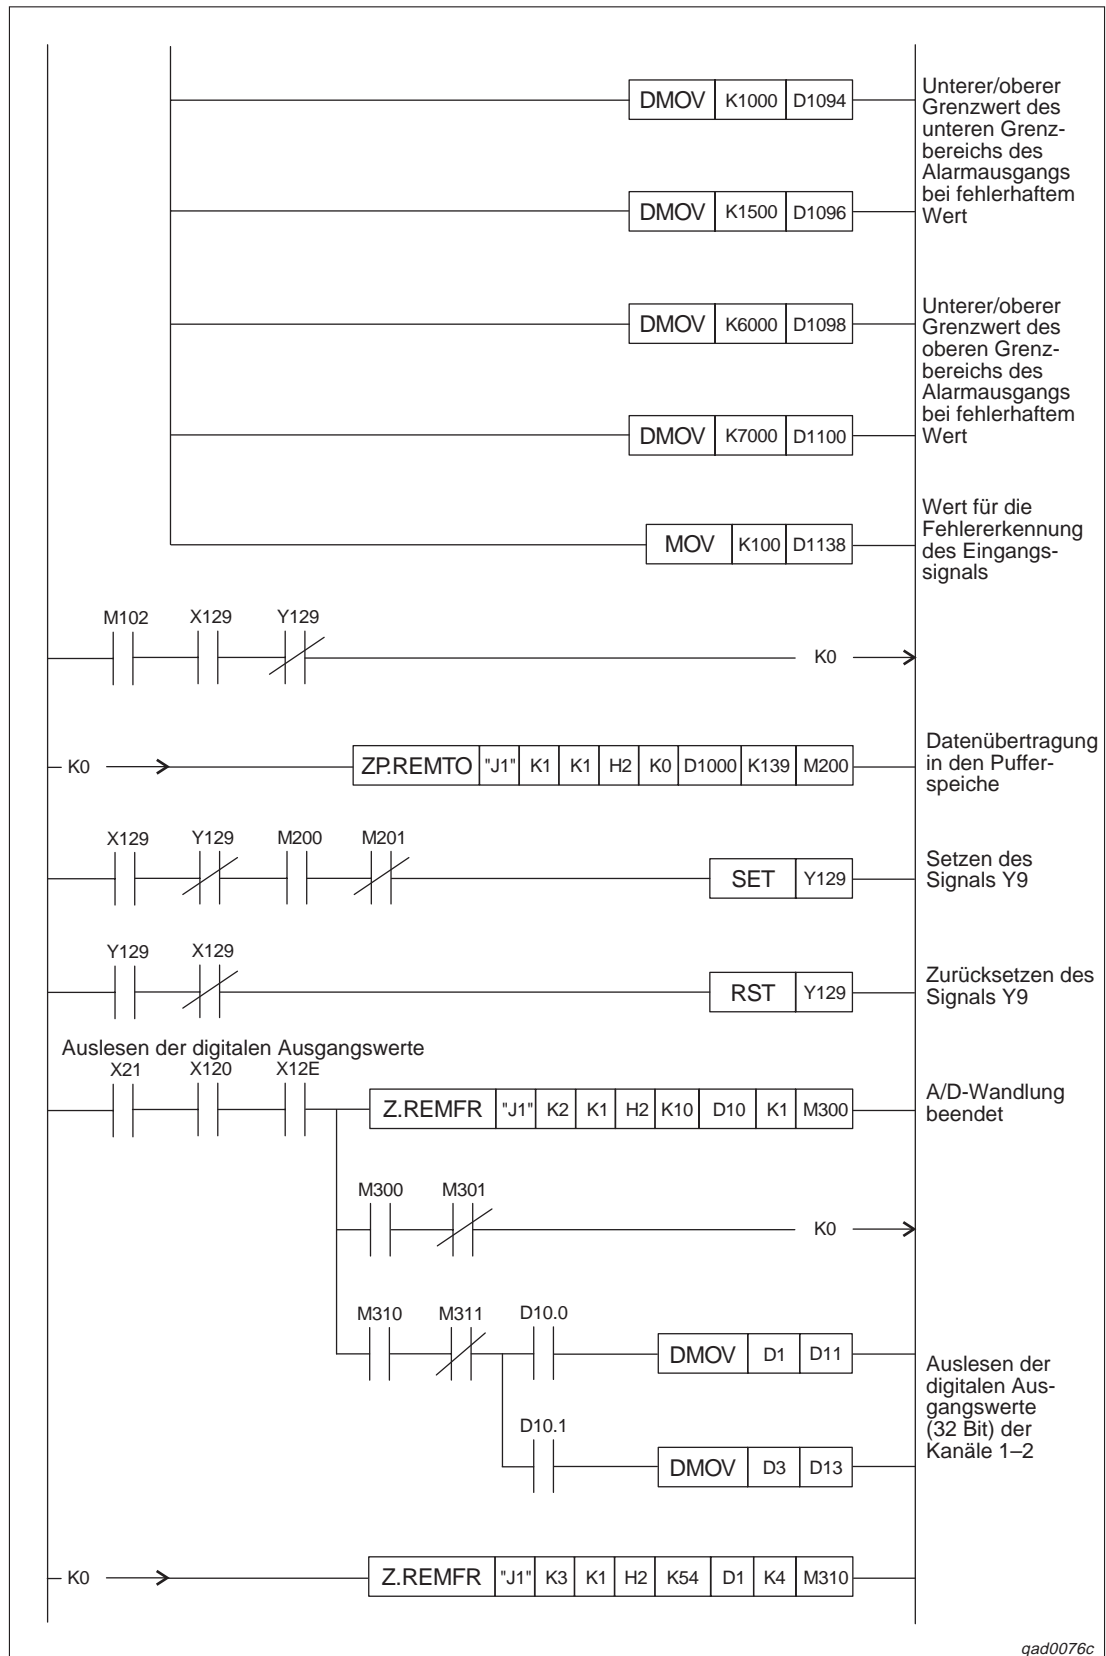 DMOV K1000 D1094
Unterer/oberer
Grenzwert des
unteren Grenz-
bereichs des
Alarmausgangs
bei fehlerhaftem
Wert
DMOV K1500 D1096
DMOV K6000 D1098
Unterer/oberer
Grenzwert des
oberen Grenz-
bereichs des
Alarmausgangs
bei fehlerhaftem
Wert
DMOV K7000 D1100
MOV K100 D1138
Wert für die
Fehlererkennung
des Eingangs-
signals
M102 X129 Y129
K0
K0 ZP.REMTO "J1" K1 K1 H2 K0 D1000 K139 M200
Datenübertragung
in den Puffer-
speiche
X129 Y129 M200 M201
SET Y129
Setzen des
Signals Y9
Y129 X129
RST Y129
Zurücksetzen des
Signals Y9
Auslesen der digitalen Ausgangswerte
X21 X120 X12E
Z.REMFR "J1" K2 K1 H2 K10 D10 K1 M300
A/D-Wandlung
beendet
M300 M301
K0
M310 M311 D10.0
DMOV D1 D11
Auslesen der
digitalen Aus-
gangswerte
(32 Bit) der
Kanäle 1–2
D10.1
DMOV D3 D13
K0 Z.REMFR "J1" K3 K1 H2 K54 D1 K4 M310
qad0076c